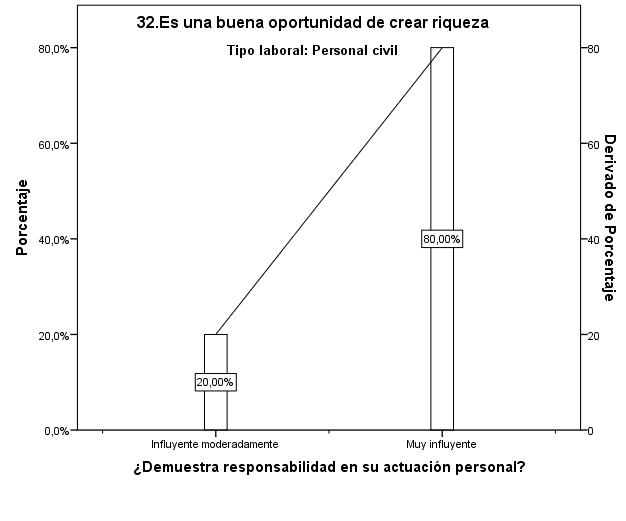 32.Es una buena oportunidad de crear riqueza
Tipo laboral: Personal civil
80,0%
60,0%
40,0%
20,0%
0,0%
Porcentaje
80
60
40
20
0
Derivado de Porcentaje
20,00%
80,00%
Influyente moderadamente
Muy influyente
¿Demuestra responsabilidad en su actuación personal?